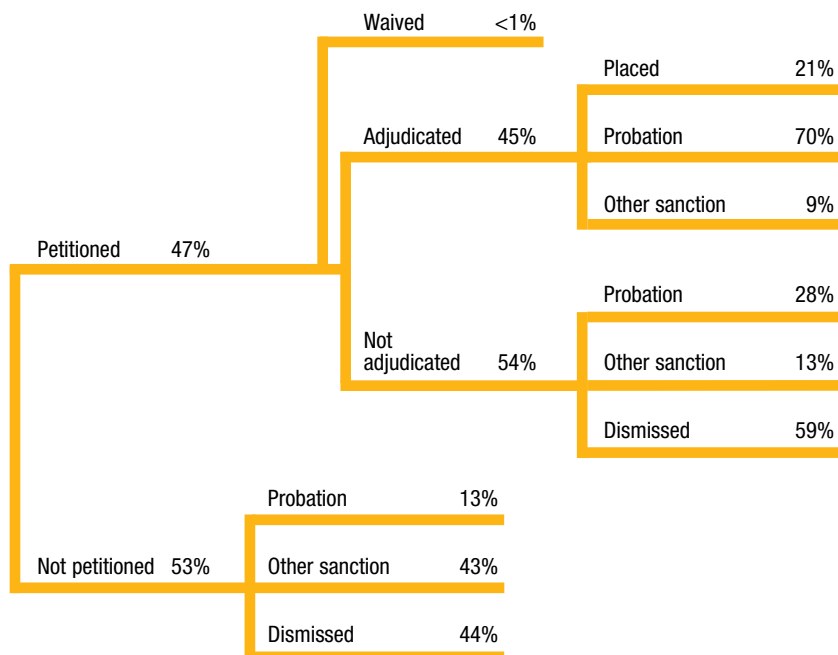 Waived <1%
Placed 21%
Adjudicated 45%
Probation 70%
Other sanction 9%
Petitioned 47%
Probation 28%
Not
adjudicated 54%
Other sanction 13%
Dismissed 59%
Probation 13%
Not petitioned 53%
Other sanction 43%
Dismissed 44%